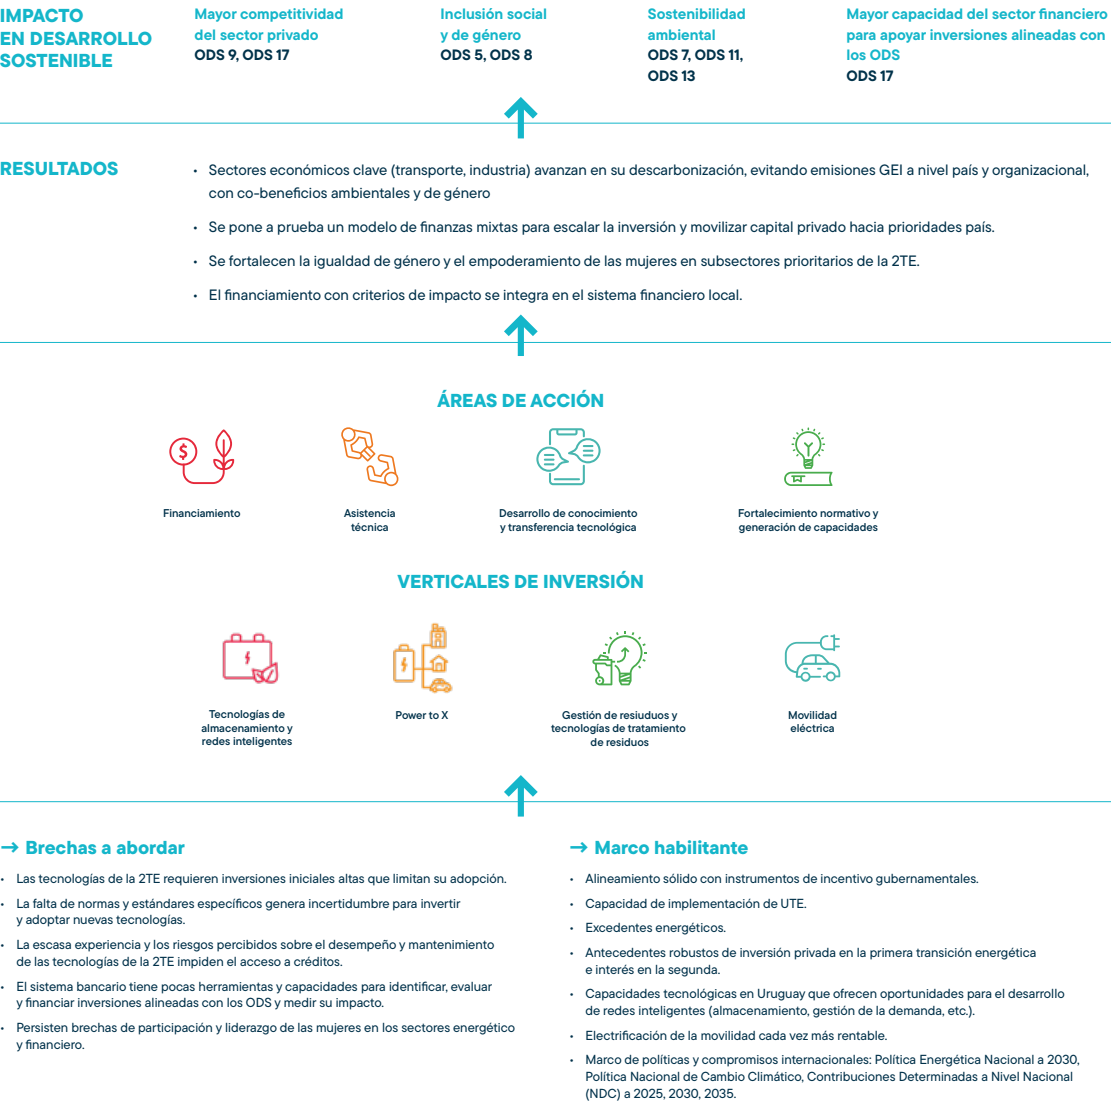 IMPACTO
EN DESARROLLO
SOSTENIBLE
Mayor competitividad
del sector privado
ODS 9, ODS 17
Inclusión social
y de género
ODS 5, ODS 8
Sostenibilidad
ambiental
ODS 7, ODS 11,
ODS 13
Mayor capacidad del sector financiero
para apoyar inversiones alineadas con
los ODS
ODS 17
RESULTADOS
• Sectores económicos clave (transporte, industria) avanzan en su descarbonización, evitando emisiones GEI a nivel país y organizacional,
con co-beneficios ambientales y de género
• Se pone a prueba un modelo de finanzas mixtas para escalar la inversión y movilizar capital privado hacia prioridades país.
• Se fortalecen la igualdad de género y el empoderamiento de las mujeres en subsectores prioritarios de la 2TE.
• El financiamiento con criterios de impacto se integra en el sistema financiero local.
ÁREAS DE ACCIÓN
$
Financiamiento
Asistencia
técnica
Desarrollo de conocimiento
y transferencia tecnológica
Fortalecimiento normativo y
generación de capacidades
VERTICALES DE INVERSIÓN
Tecnologías de
almacenamiento y
redes inteligentes
Power to X
Gestión de resiuduos y
tecnologías de tratamiento
de residuos
Movilidad
eléctrica
→ Brechas a abordar
• Las tecnologías de la 2TE requieren inversiones iniciales altas que limitan su adopción.
• La falta de normas y estándares específicos genera incertidumbre para invertir
y adoptar nuevas tecnologías.
• La escasa experiencia y los riesgos percibidos sobre el desempeño y mantenimiento
de las tecnologías de la 2TE impiden el acceso a créditos.
• El sistema bancario tiene pocas herramientas y capacidades para identificar, evaluar
y financiar inversiones alineadas con los ODS y medir su impacto.
• Persisten brechas de participación y liderazgo de las mujeres en los sectores energético
y financiero.
→ Marco habilitante
• Alineamiento sólido con instrumentos de incentivo gubernamentales.
• Capacidad de implementación de UTE.
• Excedentes energéticos.
• Antecedentes robustos de inversión privada en la primera transición energética
e interés en la segunda.
• Capacidades tecnológicas en Uruguay que ofrecen oportunidades para el desarrollo
de redes inteligentes (almacenamiento, gestión de la demanda, etc.).
• Electrificación de la movilidad cada vez más rentable.
• Marco de políticas y compromisos internacionales: Política Energética Nacional a 2030,
Política Nacional de Cambio Climático, Contribuciones Determinadas a Nivel Nacional
(NDC) a 2025, 2030, 2035.